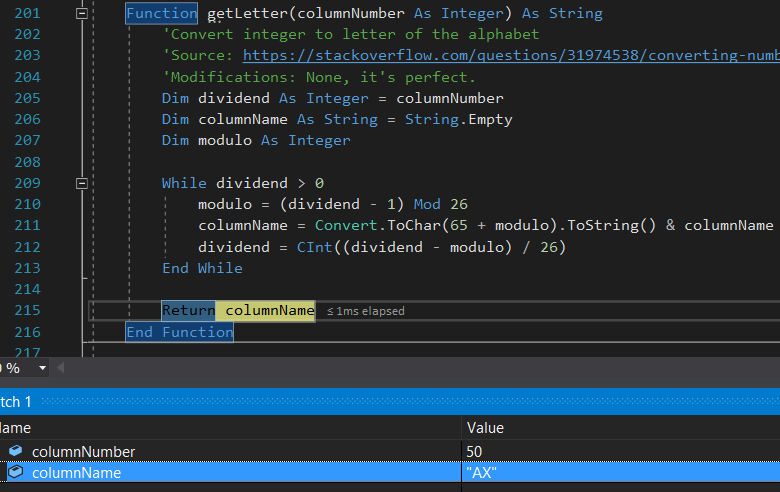 201 Function getLetter(columnNumber As Integer) As String
202 'Convert integer to letter of the alphabet
203 'Source: https://stackoverflow.com/questions/31974538/converting-numb
204 'Modifications: None, it's perfect.
205 Dim dividend As Integer = columnNumber
206 Dim columnName As String = String.Empty
207 Dim modulo As Integer
208
209 While dividend > 0
210 modulo = (dividend - 1) Mod 26
211 columnName = Convert.ToChar(65 + modulo).ToString() & columnName
212 dividend = CInt((dividend - modulo) / 26)
213 End While
214
215 Return columnName ≤ 1ms elapsed
216 End Function
217
0 %
tch 1
lame Value
columnNumber 50
columnName "AX"